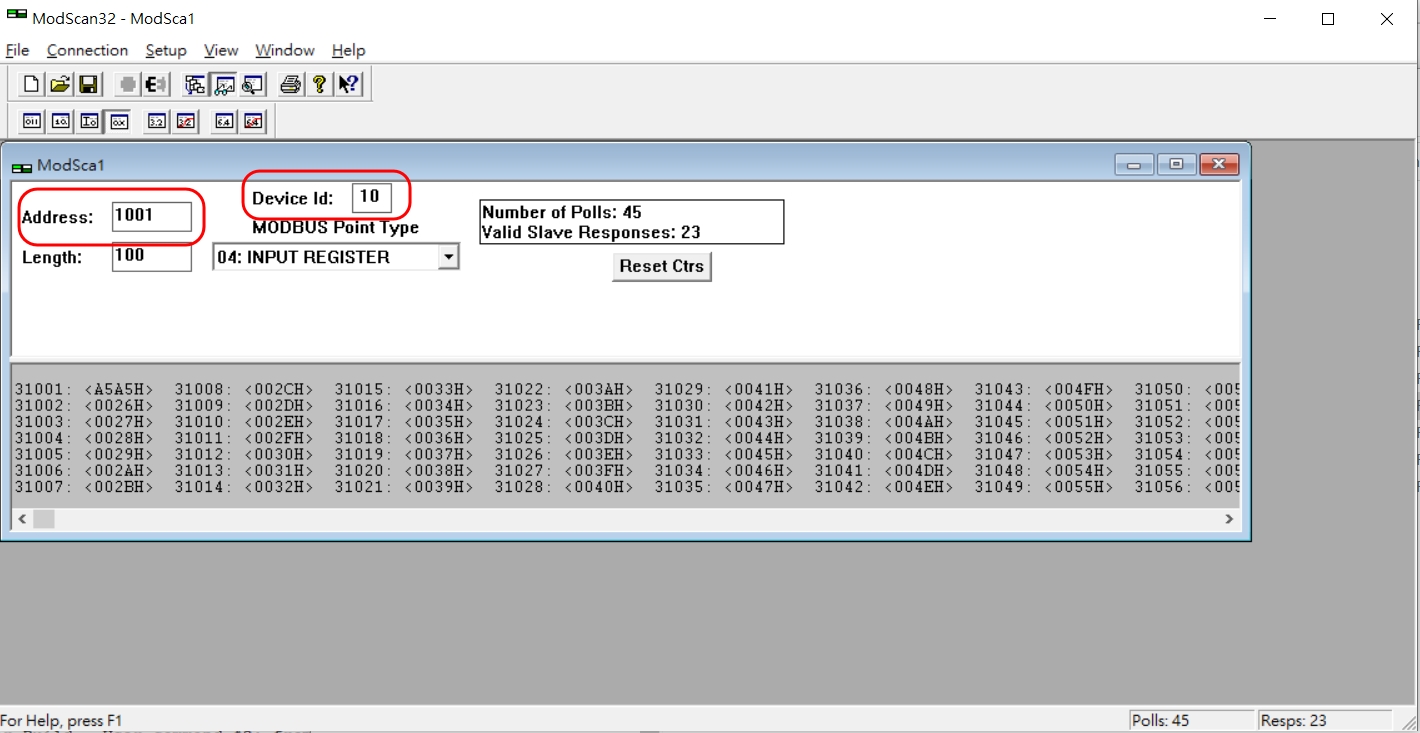 ModScan32 - ModSca1
File Connection Setup View Window Help
ModSca1
Address: 1001
Device Id: 10
MODBUS Point Type
Length: 100
04: INPUT REGISTER
Number of Polls: 45
Valid Slave Responses: 23
Reset Ctrs
31001: <A5A5H> 31008: <002CH> 31015: <0033H> 31022: <003AH> 31029: <0041H> 31036: <0048H> 31043: <004FH> 31050: <005
31002: <0026H> 31009: <002DH> 31016: <0034H> 31023: <003BH> 31030: <0042H> 31037: <0049H> 31044: <0050H> 31051: <005
31003: <0027H> 31010: <002EH> 31017: <0035H> 31024: <003CH> 31031: <0043H> 31038: <004AH> 31045: <0051H> 31052: <005
31004: <0028H> 31011: <002FH> 31018: <0036H> 31025: <003DH> 31032: <0044H> 31039: <004BH> 31046: <0052H> 31053: <005
31005: <0029H> 31012: <0030H> 31019: <0037H> 31026: <003EH> 31033: <0045H> 31040: <004CH> 31047: <0053H> 31054: <005
31006: <002AH> 31013: <0031H> 31020: <0038H> 31027: <003FH> 31034: <0046H> 31041: <004DH> 31048: <0054H> 31055: <005
31007: <002BH> 31014: <0032H> 31021: <0039H> 31028: <0040H> 31035: <0047H> 31042: <004EH> 31049: <0055H> 31056: <005
For Help, press F1
Polls: 45
Resps: 23